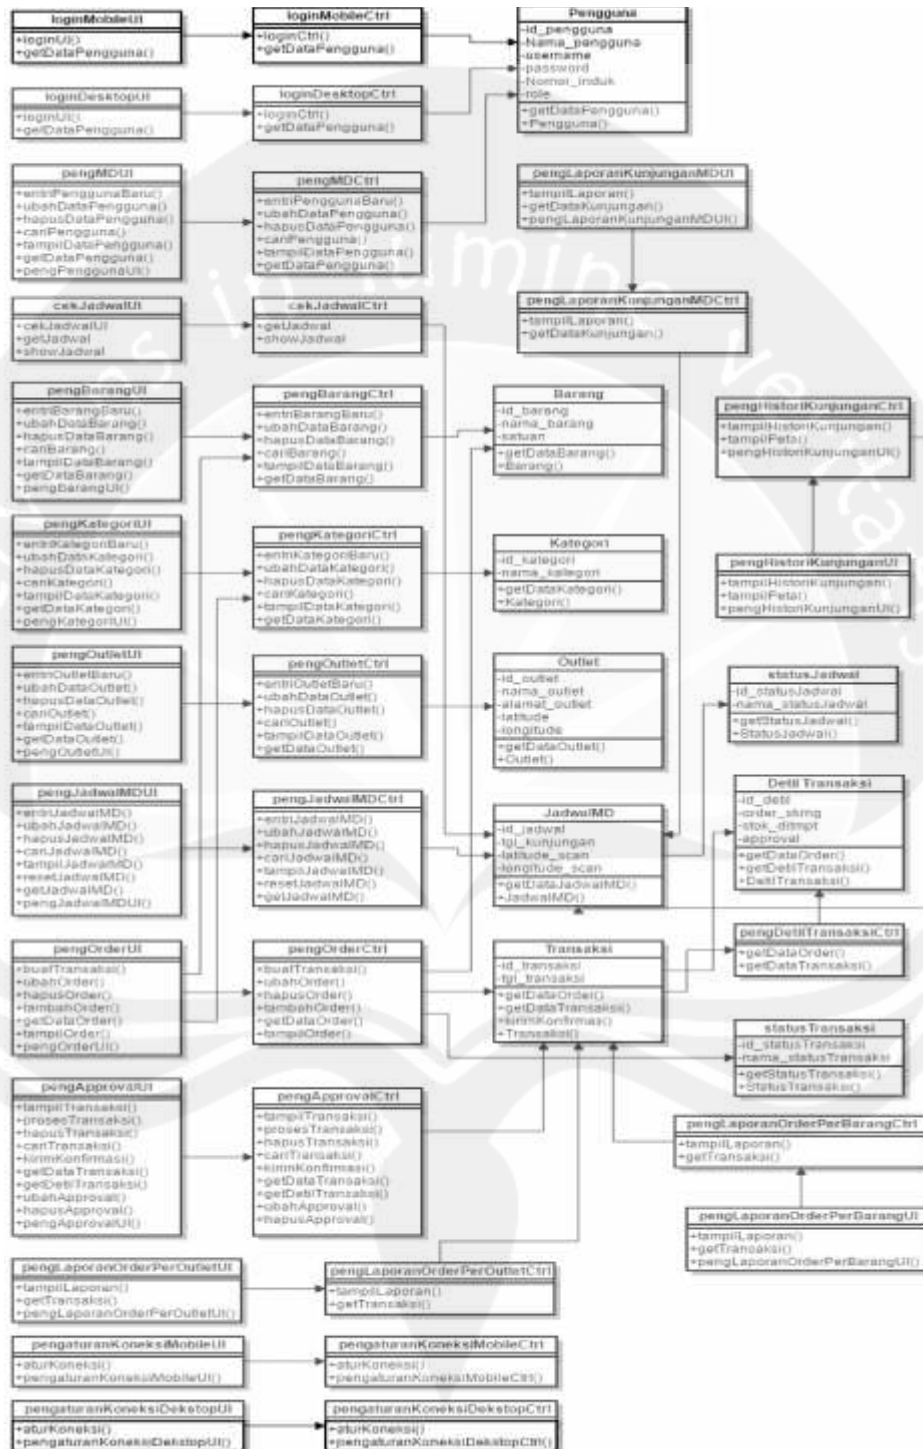 loginMobileUI
+loginUI()
+getDataPengguna()
loginMobileCtrl
+loginCtrl()
+getDataPengguna()
Pengguna
-id_pengguna
-Nama_pengguna
-username
-password
-Nomor_induk
-role
+getDataPengguna()
+Pengguna()
loginDesktopUI
+loginUI()
+getDataPengguna()
loginDesktopCtrl
+loginCtrl()
+getDataPengguna()
pengMDUI
+entriPenggunaBaru()
+ubahDataPengguna()
+hapusDataPengguna()
+cariPengguna()
+tampilDataPengguna()
+getDataPengguna()
+pengPenggunaUI()
pengMDCtrl
+entriPenggunaBaru()
+ubahDataPengguna()
+hapusDataPengguna()
+cariPengguna()
+tampilDataPengguna()
+getDataPengguna()
pengLaporanKunjunganMDUI
+tampilLaporan()
+getDataKunjungan()
+pengLaporanKunjunganMDUI()
pengLaporanKunjunganMDCtrl
+tampilLaporan()
+getDataKunjungan()
cekJadwalUI
+cekJadwalUI
+getJadwal
+showJadwal
cekJadwalCtrl
+getJadwal
+showJadwal
pengBarangUI
+entriBarangBaru()
+ubahDataBarang()
+hapusDataBarang()
+cariBarang()
+tampilDataBarang()
+getDataBarang()
+pengBarangUI()
pengBarangCtrl
+entriBarangBaru()
+ubahDataBarang()
+hapusDataBarang()
+cariBarang()
+tampilDataBarang()
+getDataBarang()
Barang
-id_barang
-nama_barang
-satuan
+getDataBarang()
+Barang()
pengHistoriKunjunganCtrl
+tampilHistoriKunjungan()
+tampilPeta()
+pengHistoriKunjunganUI()
pengKategoriUI
+entriKategoriBaru()
+ubahDataKategori()
+hapusDataKategori()
+cariKategori()
+tampilDataKategori()
+getDataKategori()
+pengKategoriUI()
pengKategoriCtrl
+entriKategoriBaru()
+ubahDataKategori()
+hapusDataKategori()
+cariKategori()
+tampilDataKategori()
+getDataKategori()
Kategori
-id_kategori
-nama_kategori
+getDataKategori()
+Kategori()
pengHistoriKunjunganUI
+tampilHistoriKunjungan()
+tampilPeta()
+pengHistoriKunjunganUI()
pengOutletUI
+entriOutletBaru()
+ubahDataOutlet()
+hapusDataOutlet()
+cariOutlet()
+tampilDataOutlet()
+getDataOutlet()
+pengOutletUI()
pengOutletCtrl
+entriOutletBaru()
+ubahDataOutlet()
+hapusDataOutlet()
+cariOutlet()
+tampilDataOutlet()
+getDataOutlet()
Outlet
-id_outlet
-nama_outlet
-alamat_outlet
-latitude
-longitude
+getDataOutlet()
+Outlet()
statusJadwal
-id_statusJadwal
-nama_statusJadwal
+getStatusJadwal()
+StatusJadwal()
pengJadwalMDUI
+entriJadwalMD()
+ubahJadwalMD()
+hapusJadwalMD()
+cariJadwalMD()
+tampilJadwalMD()
+resetJadwalMD()
+getJadwalMD()
+pengJadwalMDUI()
pengJadwalMDCtrl
+entriJadwalMD()
+ubahJadwalMD()
+hapusJadwalMD()
+cariJadwalMD()
+tampilJadwalMD()
+resetJadwalMD()
+getJadwalMD()
JadwalMD
-id_jadwal
-tgl_kunjungan
-latitude_scan
-longitude_scan
+getDataJadwalMD()
+JadwalMD()
Detil Transaksi
-id_detil
-order_skrng
-stok_ditmpt
-approval
+getDataOrder()
+getDetilTransaksi()
+DetilTransaksi()
pengDetilTransaksiCtrl
+getDataOrder()
+getDataTransaksi()
pengOrderUI
+buatTransaksi()
+ubahOrder()
+hapusOrder()
+tambahOrder()
+getDataOrder()
+tampilOrder()
+pengOrderUI()
pengOrderCtrl
+buatTransaksi()
+ubahOrder()
+hapusOrder()
+tambahOrder()
+getDataOrder()
+tampilOrder()
Transaksi
-id_transaksi
-tgl_transaksi
+getDataOrder()
+getDataTransaksi()
+kirimKonfirmasi()
+Transaksi()
statusTransaksi
-id_statusTransaksi
-nama_statusTransaksi
+getStatusTransaksi()
+StatusTransaksi()
pengApprovalUI
+tampilTransaksi()
+prosesTransaksi()
+hapusTransaksi()
+cariTransaksi()
+kirimKonfirmasi()
+getDataTransaksi()
+getDetilTransaksi()
+ubahApproval()
+hapusApproval()
+pengApprovalUI()
pengApprovalCtrl
+tampilTransaksi()
+prosesTransaksi()
+hapusTransaksi()
+cariTransaksi()
+kirimKonfirmasi()
+getDataTransaksi()
+getDetilTransaksi()
+ubahApproval()
+hapusApproval()
pengLaporanOrderPerBarangCtrl
+tampilLaporan()
+getTransaksi()
pengLaporanOrderPerBarangUI
+tampilLaporan()
+getTransaksi()
+pengLaporanOrderPerBarangUI()
pengLaporanOrderPerOutletUI
+tampilLaporan()
+getTransaksi()
+pengLaporanOrderPerOutletUI()
pengLaporanOrderPerOutletCtrl
+tampilLaporan()
+getTransaksi()
pengaturanKoneksiMobileUI
+aturKoneksi()
+pengaturanKoneksiMobileUI()
pengaturanKoneksiMobileCtrl
+aturKoneksi()
+pengaturanKoneksiMobileCtrl()
pengaturanKoneksiDekstopUI
+aturKoneksi()
+pengaturanKoneksiDekstopUI()
pengaturanKoneksiDekstopCtrl
+aturKoneksi()
+pengaturanKoneksiDekstopCtrl()
in lumine veritas